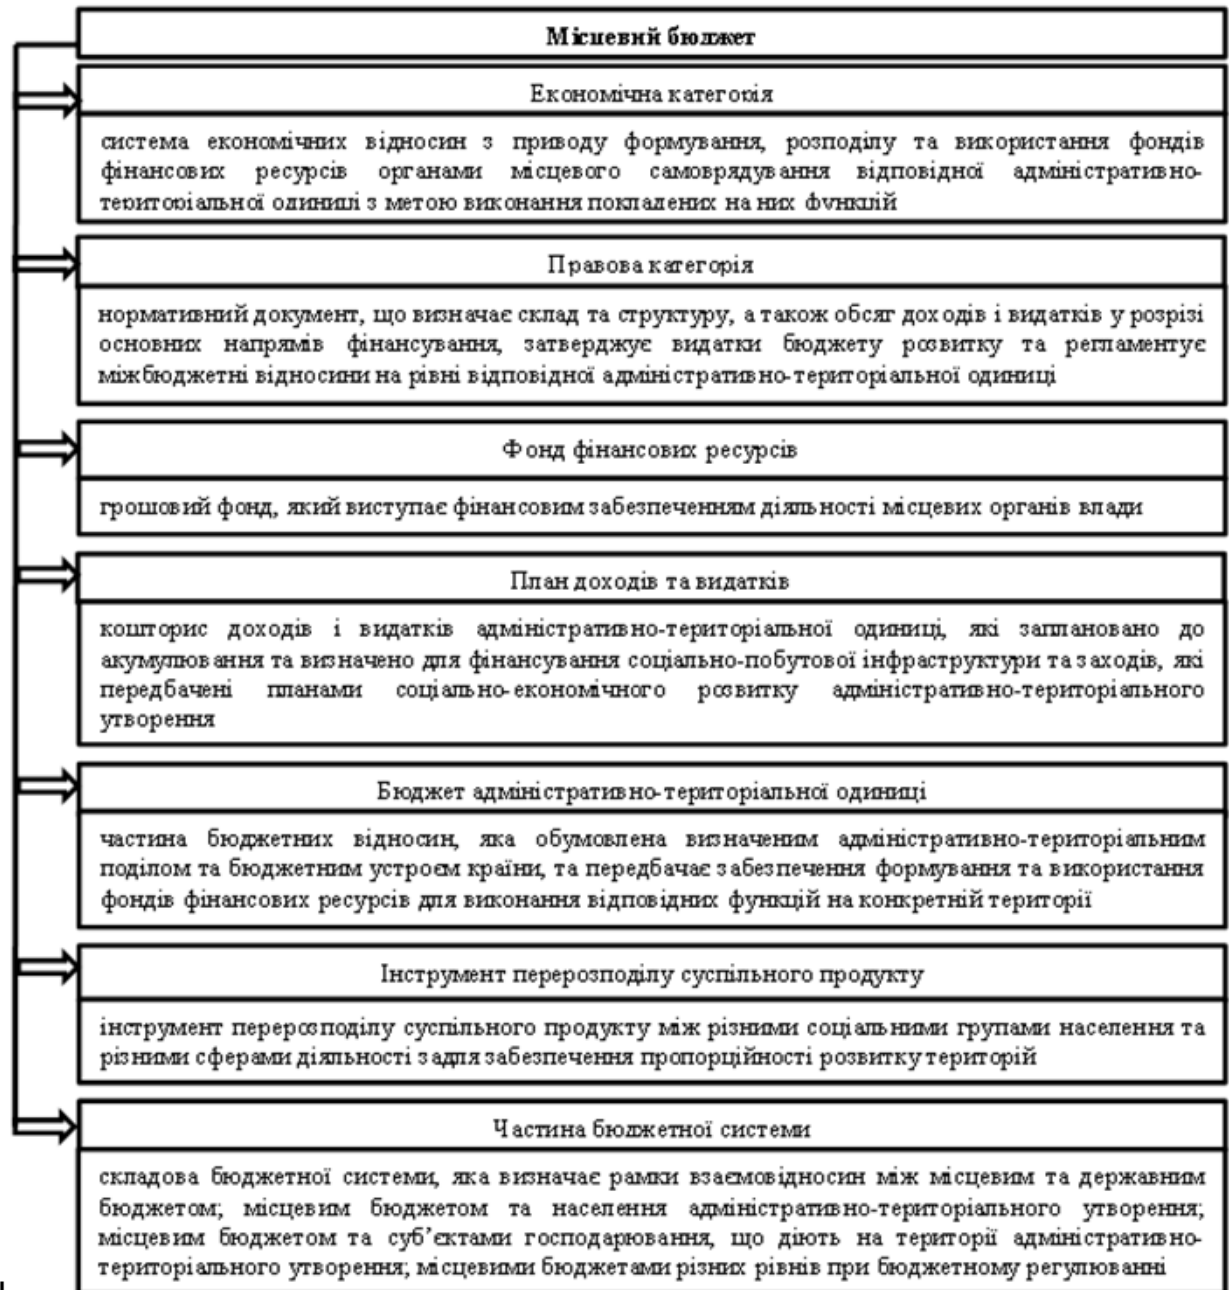 Місцевий бюджет
Економічна категорія
система економічних відносин з приводу формування, розподілу та використання фондів
фінансових ресурсів органами місцевого самоврядування відповідної адміністративно-
територіальної одиниці з метою виконання покладених на них функцій
Правова категорія
нормативний документ, що визначає склад та структуру, а також обсяг доходів і видатків у розрізі
основних напрямів фінансування, затверджує видатки бюджету розвитку та регламентує
міжбюджетні відносини на рівні відповідної адміністративно-територіальної одиниці
Фонд фінансових ресурсів
грошовий фонд, який виступає фінансовим забезпеченням діяльності місцевих органів влади
План доходів та видатків
кошторис доходів і видатків адміністративно-територіальної одиниці, які заплановано до
акумулювання та визначено для фінансування соціально-побутової інфраструктури та заходів, які
передбачені планами соціально-економічного розвитку адміністративно-територіального
утворення
Бюджет адміністративно-територіальної одиниці
частина бюджетних відносин, яка обумовлена визначеним адміністративно-територіальним
поділом та бюджетним устроєм країни, та передбачає забезпечення формування та використання
фондів фінансових ресурсів для виконання відповідних функцій на конкретній території
Інструмент перерозподілу суспільного продукту
інструмент перерозподілу суспільного продукту між різними соціальними групами населення та
різними сферами діяльності задля забезпечення пропорційності розвитку територій
Частина бюджетної системи
складова бюджетної системи, яка визначає рамки взаємовідносин між місцевим та державним
бюджетом; місцевим бюджетом та населення адміністративно-територіального утворення;
місцевим бюджетом та суб’єктами господарювання, що діють на території адміністративно-
територіального утворення; місцевими бюджетами різних рівнів при бюджетному регулюванні